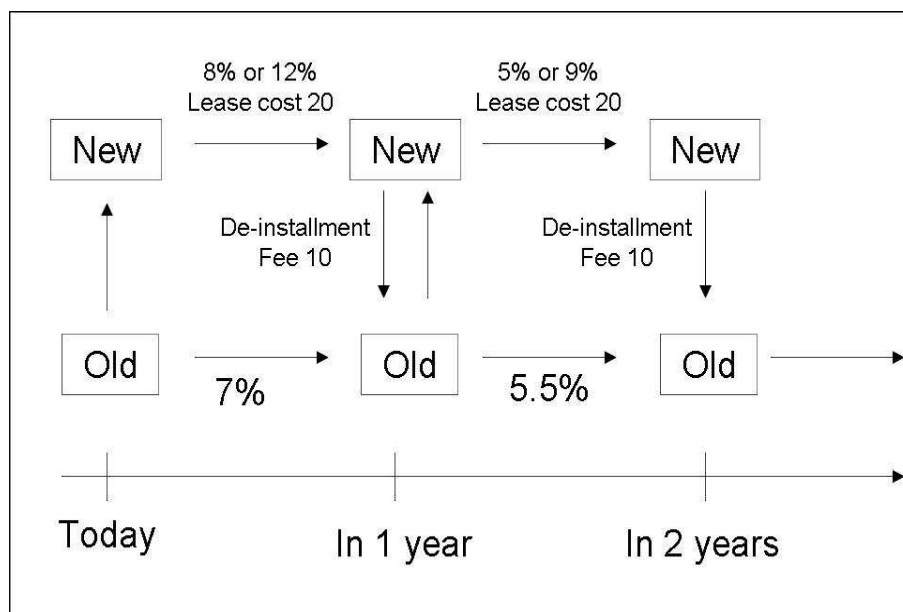 8% or 12%
Lease cost 20
5% or 9%
Lease cost 20
New
New
New
De-installment
Fee 10
De-installment
Fee 10
Old
Old
Old
7%
5.5%
Today
In 1 year
In 2 years